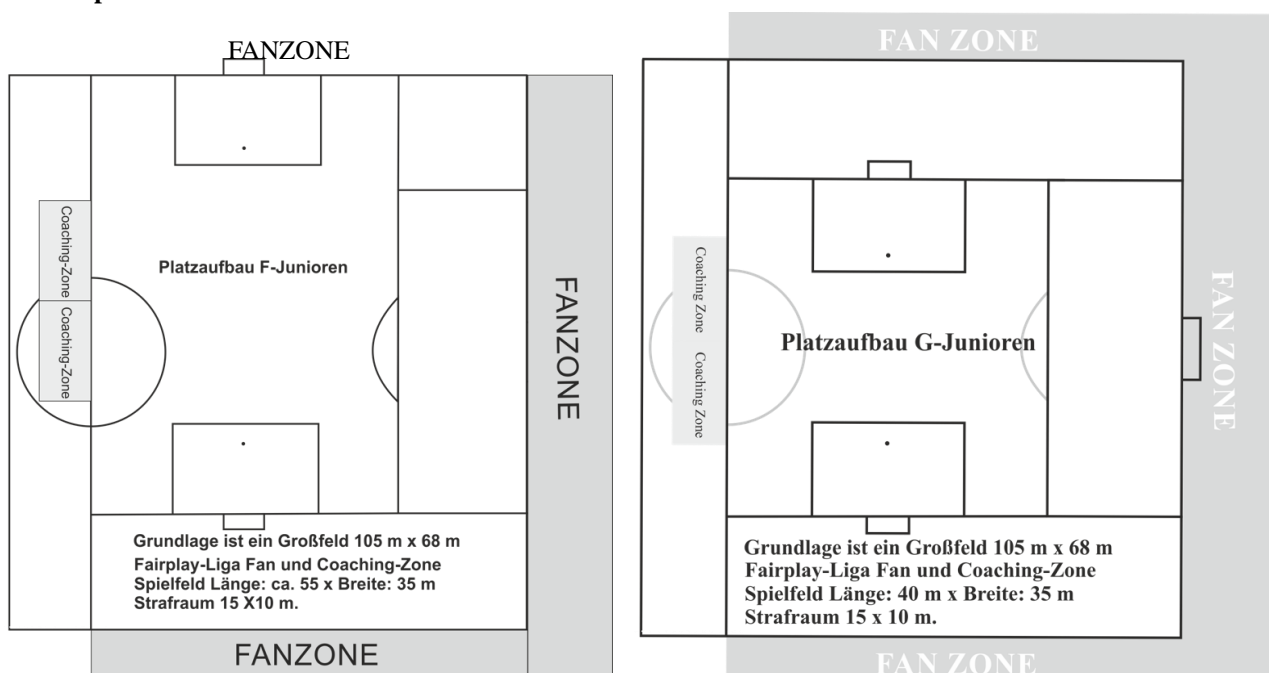 FANZONE
Coaching-Zone
Coaching-Zone
Platzaufbau F-Junioren
FANZONE
Grundlage ist ein Großfeld 105 m x 68 m
Fairplay-Liga Fan und Coaching-Zone
Spielfeld Länge: ca. 55 x Breite: 35 m
Strafraum 15 X10 m.
FANZONE
FAN ZONE
Coaching Zone
Coaching Zone
Platzaufbau G-Junioren
FAN ZONE
Grundlage ist ein Großfeld 105 m x 68 m
Fairplay-Liga Fan und Coaching-Zone
Spielfeld Länge: 40 m x Breite: 35 m
Strafraum 15 x 10 m.
FAN ZONE